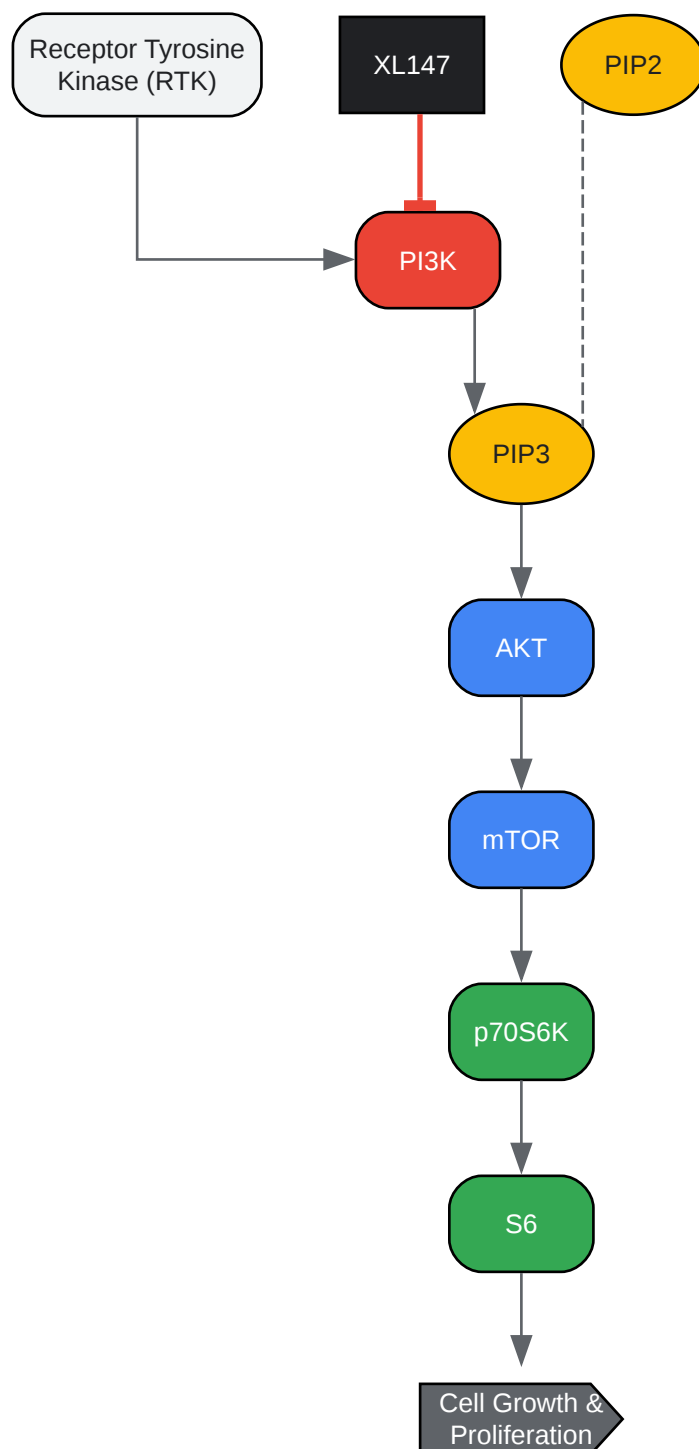 Receptor Tyrosine
Kinase (RTK)
XL147
PIP2
PI3K
PIP3
AKT
mTOR
p70S6K
S6
Cell Growth &
Proliferation